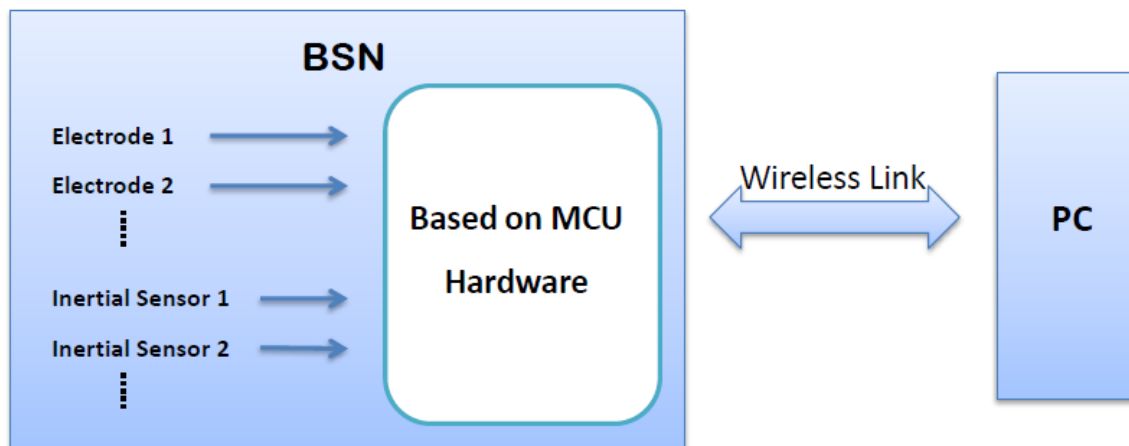 BSN
Electrode 1
Electrode 2
Inertial Sensor 1
Inertial Sensor 2
Based on MCU
Hardware
Wireless Link
PC